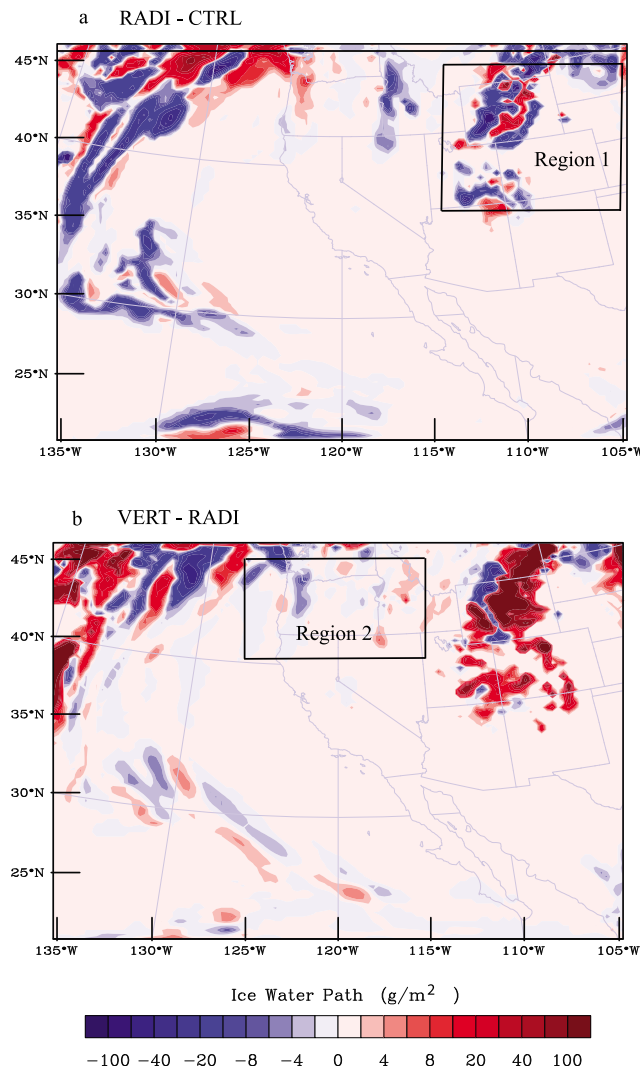 a RADI - CTRL
45°N
40°N
35°N
30°N
25°N
Region 1
135°W 130°W 125°W 120°W 115°W 110°W 105°W
b VERT - RADI
45°N
40°N
35°N
30°N
25°N
Region 2
135°W 130°W 125°W 120°W 115°W 110°W 105°W
Ice Water Path (g/m² )
−100 −40 −20 −8 −4 0 4 8 20 40 100